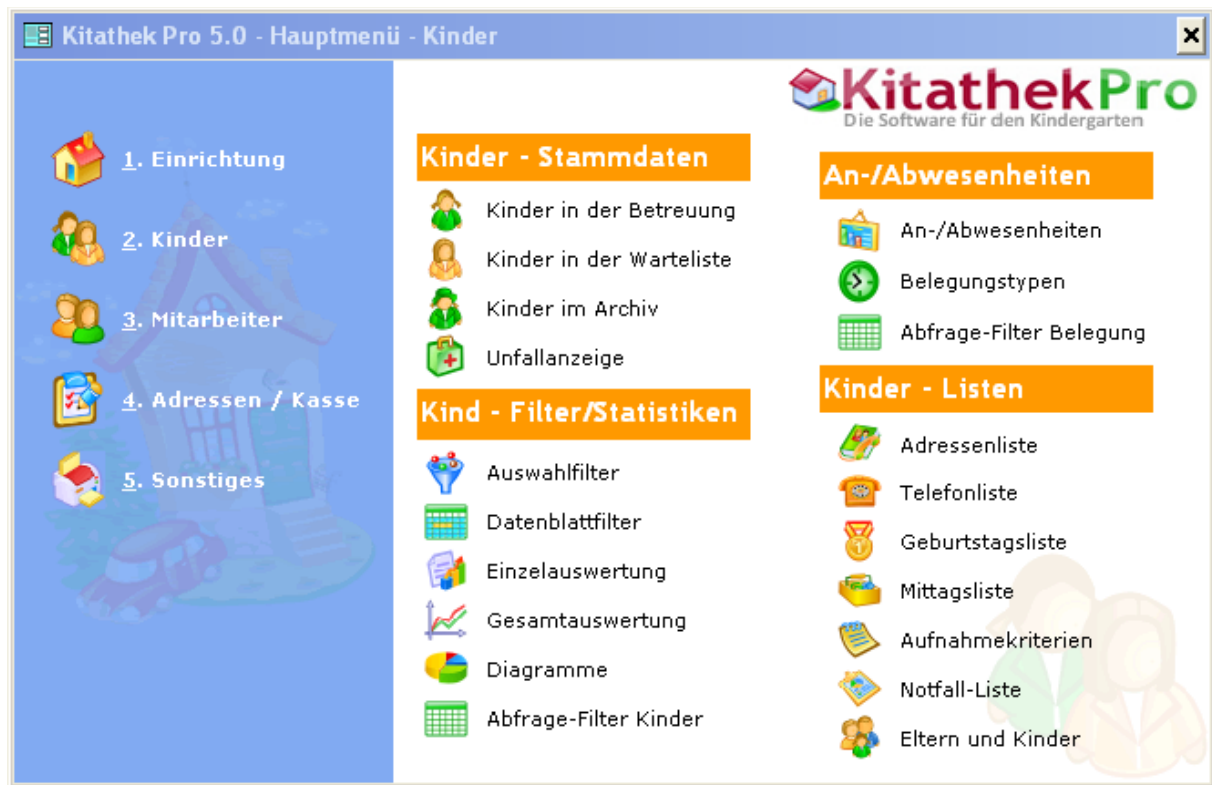 Kitathek Pro 5.0 - Hauptmenü - Kinder
KitathekPro
Die Software für den Kindergarten
1. Einrichtung
2. Kinder
3. Mitarbeiter
4. Adressen / Kasse
5. Sonstiges
Kinder - Stammdaten
Kinder in der Betreuung
Kinder in der Warteliste
Kinder im Archiv
Unfallanzeige
Kind - Filter/Statistiken
Auswahlfilter
Datenblattfilter
Einzelauswertung
Gesamtauswertung
Diagramme
Abfrage-Filter Kinder
An-/Abwesenheiten
An-/Abwesenheiten
Belegungstypen
Abfrage-Filter Belegung
Kinder - Listen
Adressenliste
Telefonliste
Geburtstagsliste
Mittagsliste
Aufnahmekriterien
Notfall-Liste
Eltern und Kinder